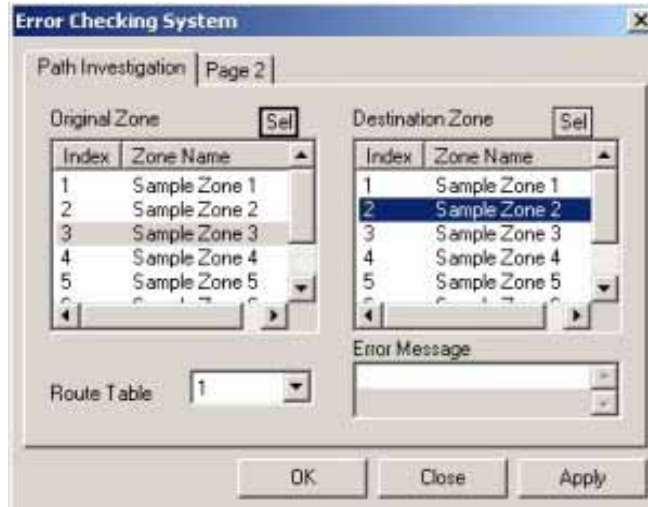 Error Checking System
Path Investigation Page 2
Original Zone Sel
Index Zone Name
1 Sample Zone 1
2 Sample Zone 2
3 Sample Zone 3
4 Sample Zone 4
5 Sample Zone 5
Route Table 1
Destination Zone Sel
Index Zone Name
1 Sample Zone 1
2 Sample Zone 2
3 Sample Zone 3
4 Sample Zone 4
5 Sample Zone 5
Error Message
OK Close Apply